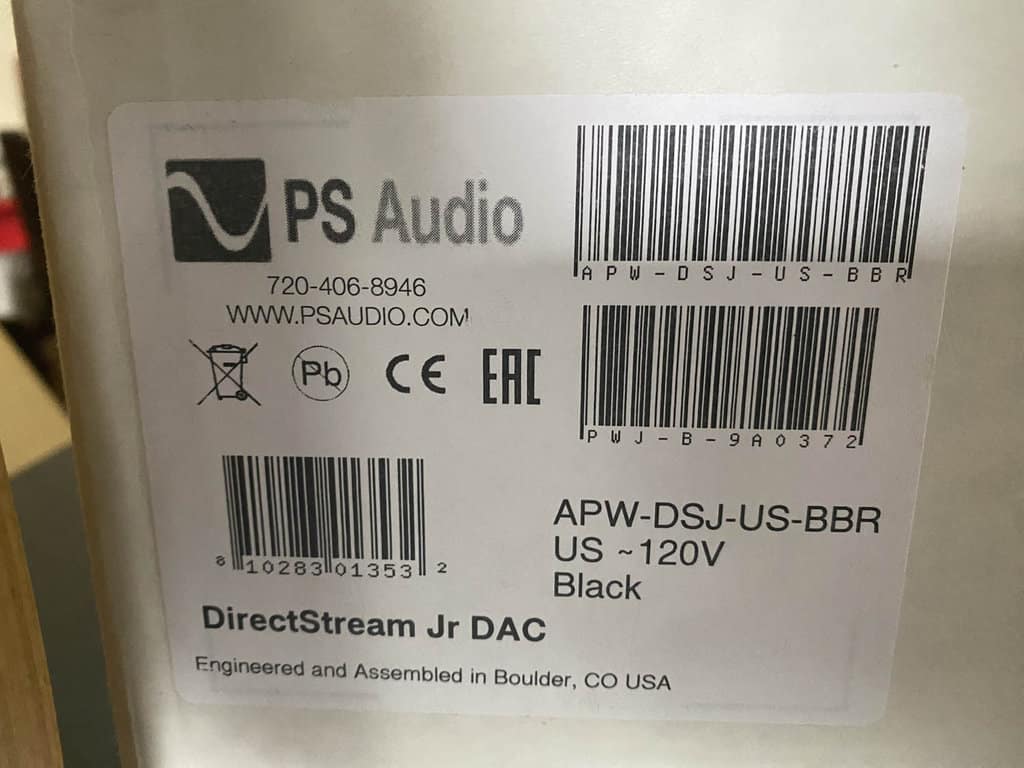 PS Audio
720-406-8946
WWW.PSAUDIO.COM
Pb
CE
EAC
APW-DSJ-US-BBR
PWJ-B-9A0372
8 10283 01353 2
APW-DSJ-US-BBR
US ~120V
Black
DirectStream Jr DAC
Engineered and Assembled in Boulder, CO USA